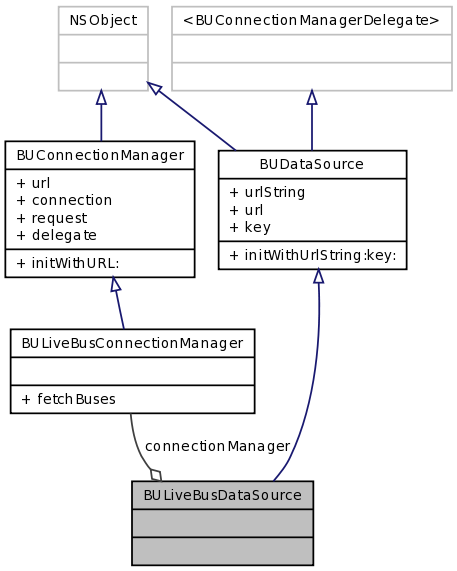 NSObject
<BUConnectionManagerDelegate>
BUConnectionManager
+ url
+ connection
+ request
+ delegate
+ initWithURL:
BUDataSource
+ urlString
+ url
+ key
+ initWithUrlString:key:
BULiveBusConnectionManager
+ fetchBuses
connectionManager
BULiveBusDataSource